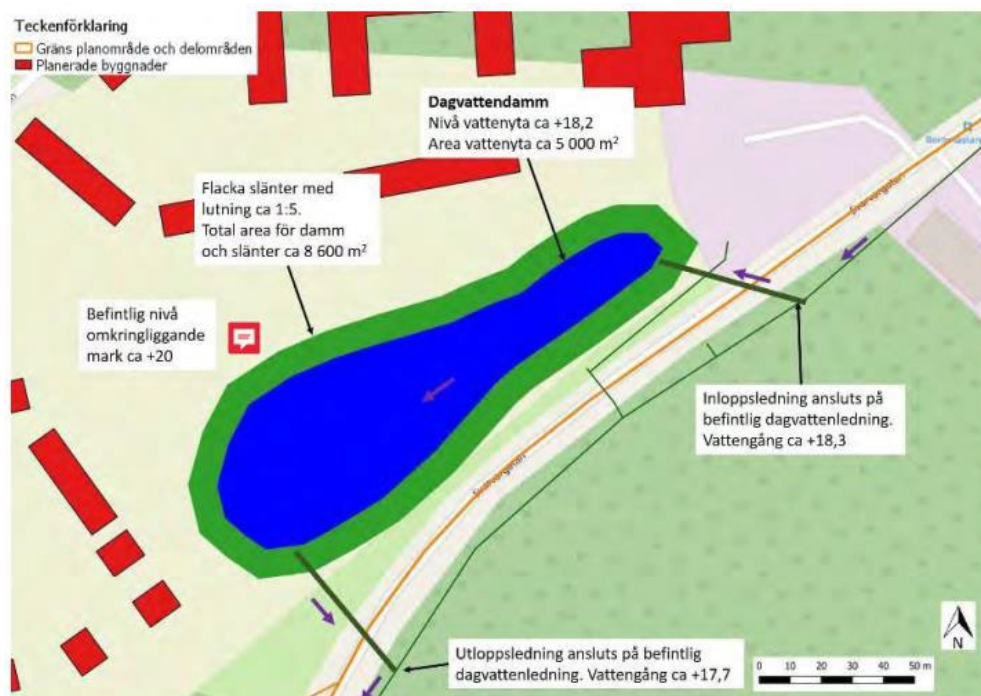 Teckenförklaring
Gräns planområde och delområden
Planerade byggnader
Dagvattendamm
Nivå vattenyta ca +18,2
Area vattenyta ca 5 000 m²
Flacka slänter med
lutning ca 1:5.
Total area för damm
och slänter ca 8 600 m²
Befintlig nivå
omkringliggande
mark ca +20
Inloppsledning ansluts på
befintlig dagvattenledning.
Vattengång ca +18,3
Utloppsledning ansluts på befintlig
dagvattenledning. Vattengång ca +17,7
N
0 10 20 30 40 50 m